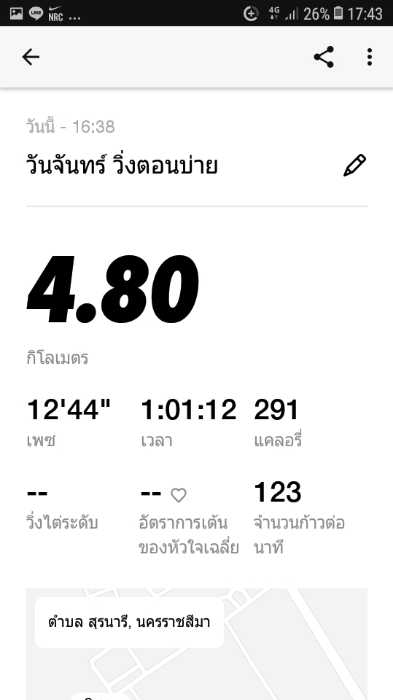 NRC ... 4G 26% 17:43
วันนี้ - 16:38
วันจันทร์ วิ่งตอนบ่าย
4.80
กิโลเมตร
12'44" 1:01:12 291
เพซ เวลา แคลอรี่
-- -- 123
วิ่งไต่ระดับ อัตราการเต้น จำนวนก้าวต่อ
ของหัวใจเฉลี่ย นาที
ตำบล สุรนารี, นครราชสีมา